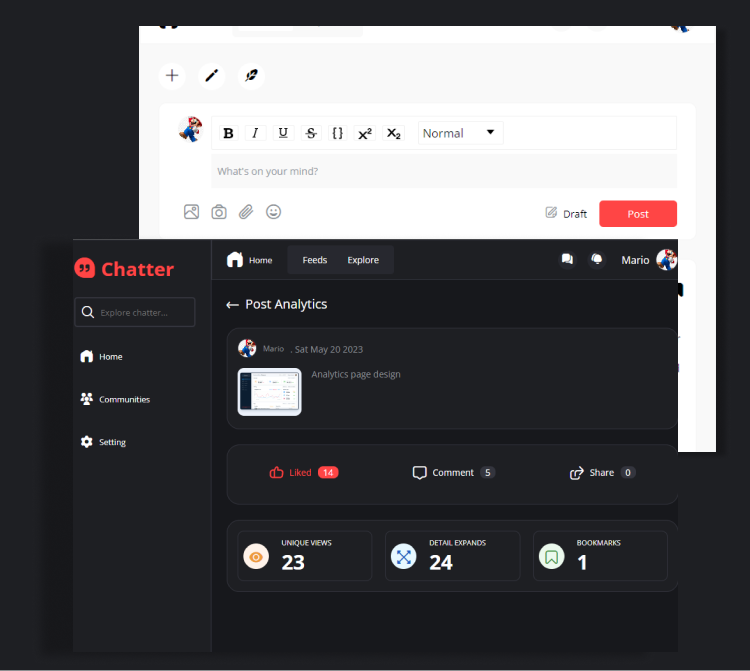 B I U S {} X² X₂ Normal
What's on your mind?
Draft Post
Chatter
Explore chatter...
Home
Communities
Setting
Home Feeds Explore Mario
← Post Analytics
Mario . Sat May 20 2023
Analytics page design
Liked 14 Comment 5 Share 0
UNIQUE VIEWS
23
DETAIL EXPANDS
24
BOOKMARKS
1